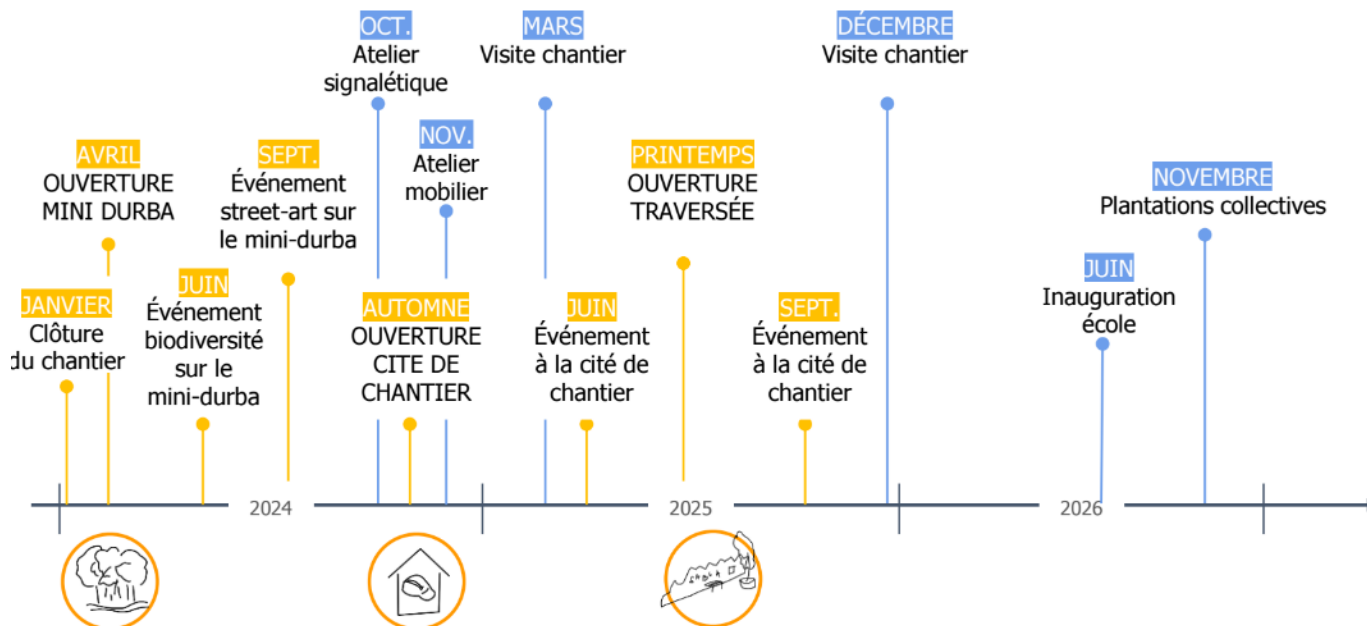 JANVIER
Clôture
du chantier
AVRIL
OUVERTURE
MINI DURBA
JUIN
Événement
biodiversité
sur le
mini-durba
SEPT.
Événement
street-art sur
le mini-durba
OCT.
Atelier
signalétique
AUTOMNE
OUVERTURE
CITE DE
CHANTIER
NOV.
Atelier
mobilier
MARS
Visite chantier
JUIN
Événement
à la cité de
chantier
PRINTEMPS
OUVERTURE
TRAVERSÉE
SEPT.
Événement
à la cité de
chantier
DÉCEMBRE
Visite chantier
JUIN
Inauguration
école
NOVEMBRE
Plantations collectives
2024
2025
2026